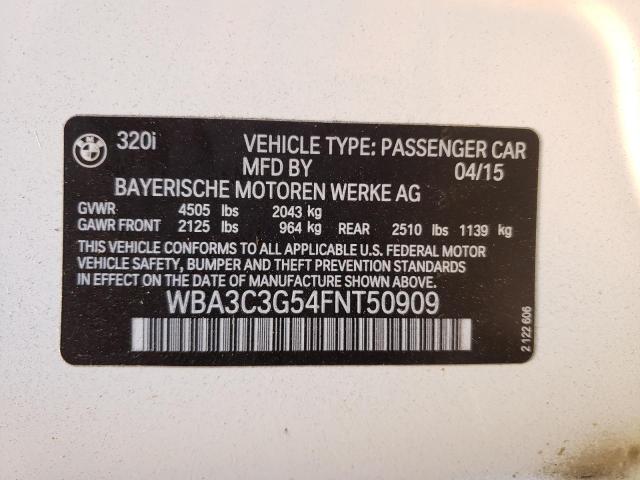 BMW 320i VEHICLE TYPE: PASSENGER CAR
MFD BY 04/15
BAYERISCHE MOTOREN WERKE AG
GVWR 4505 lbs 2043 kg
GAWR FRONT 2125 lbs 964 kg REAR 2510 lbs 1139 kg
THIS VEHICLE CONFORMS TO ALL APPLICABLE U.S. FEDERAL MOTOR
VEHICLE SAFETY, BUMPER AND THEFT PREVENTION STANDARDS
IN EFFECT ON THE DATE OF MANUFACTURE SHOWN ABOVE.
WBA3C3G54FNT50909
2 122 606